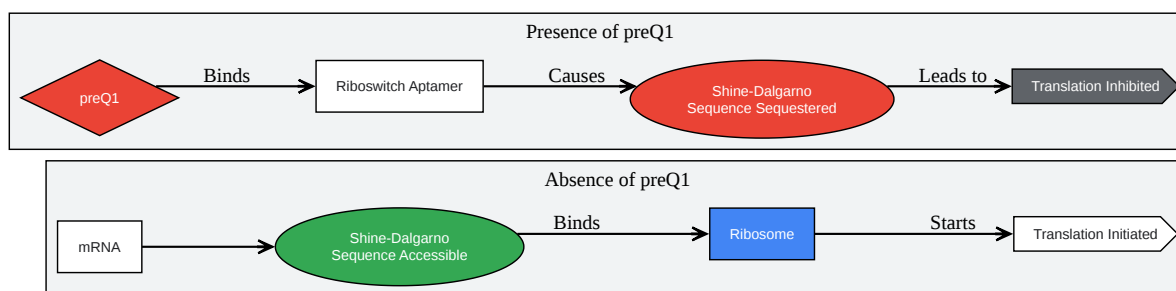 Presence of preQ1
preQ1
Binds
Riboswitch Aptamer
Causes
Shine-Dalgarno
Sequence Sequestered
Leads to
Translation Inhibited
Absence of preQ1
mRNA
Shine-Dalgarno
Sequence Accessible
Binds
Ribosome
Starts
Translation Initiated